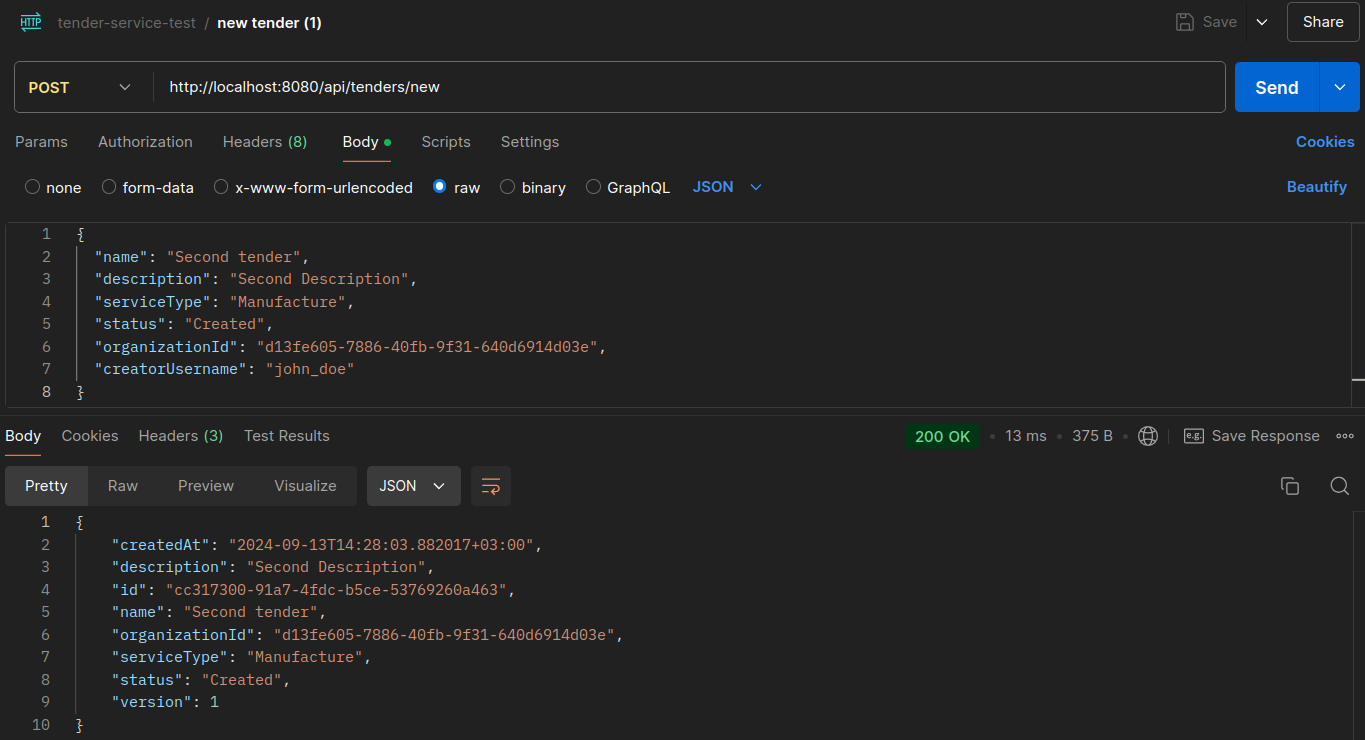 HTTP tender-service-test / new tender (1) Save Share
POST http://localhost:8080/api/tenders/new Send
Params Authorization Headers (8) Body Scripts Settings Cookies
none form-data x-www-form-urlencoded raw binary GraphQL JSON Beautify
1 {
2 "name": "Second tender",
3 "description": "Second Description",
4 "serviceType": "Manufacture",
5 "status": "Created",
6 "organizationId": "d13fe605-7886-40fb-9f31-640d6914d03e",
7 "creatorUsername": "john_doe"
8 }
Body Cookies Headers (3) Test Results 200 OK 13 ms 375 B e.g. Save Response
Pretty Raw Preview Visualize JSON
1 {
2 "createdAt": "2024-09-13T14:28:03.882017+03:00",
3 "description": "Second Description",
4 "id": "cc317300-91a7-4fdc-b5ce-53769260a463",
5 "name": "Second tender",
6 "organizationId": "d13fe605-7886-40fb-9f31-640d6914d03e",
7 "serviceType": "Manufacture",
8 "status": "Created",
9 "version": 1
10 }